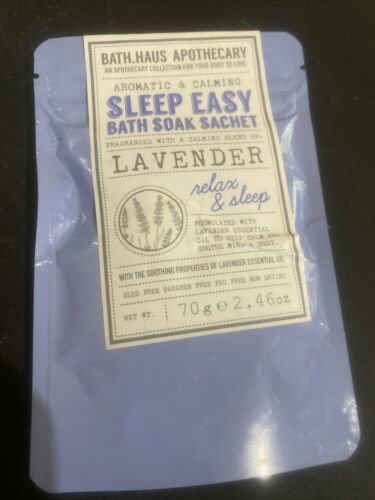 BATH.HAUS APOTHECARY
AN APOTHECARY COLLECTION FOR YOUR BODY TO LOVE
AROMATIC & CALMING
SLEEP EASY
BATH SOAK SACHET
FRAGRANCED WITH A CALMING BLEND OF:
LAVENDER
relax
& sleep
FORMULATED WITH
LAVENDER ESSENTIAL
OIL TO HELP CALM AND
SOOTHE MIND & BODY.
WITH THE SOOTHING PROPERTIES OF LAVENDER ESSENTIAL OIL
SLES FREE PARABEN FREE PEG FREE NON DRYING
NET WT. 70g e 2.46oz